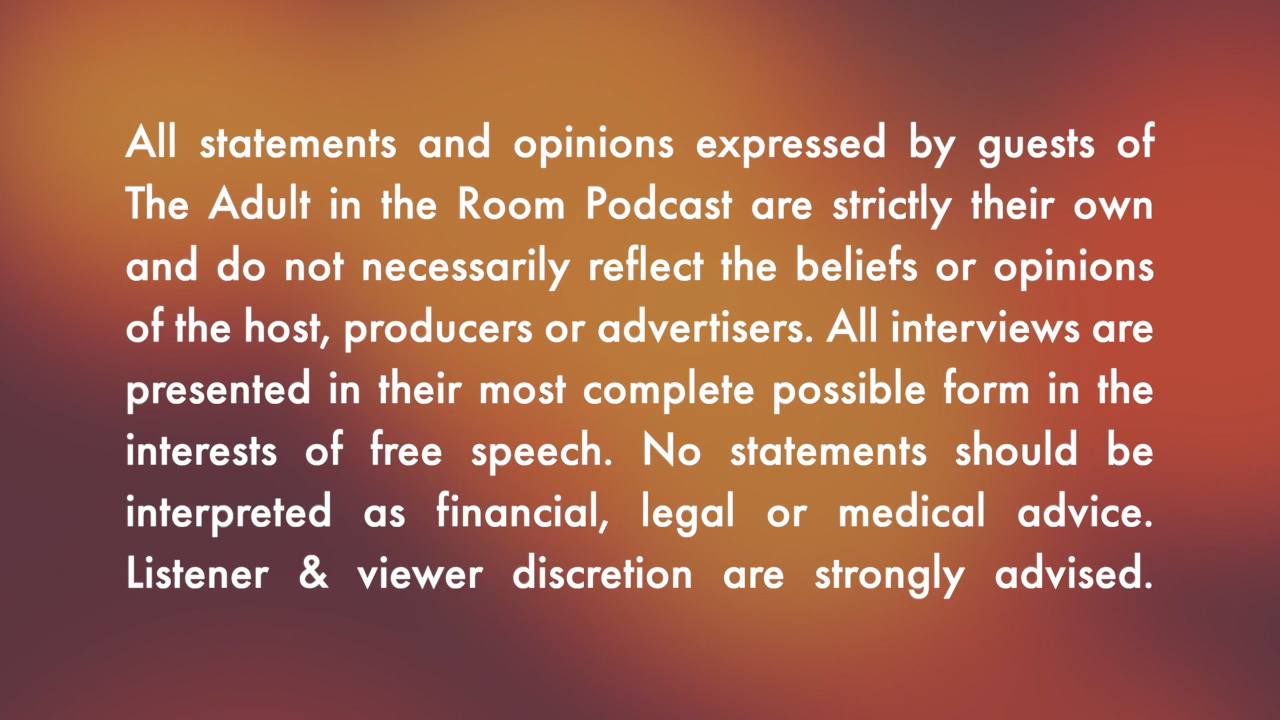 All statements and opinions expressed by guests of
The Adult in the Room Podcast are strictly their own
and do not necessarily reflect the beliefs or opinions
of the host, producers or advertisers. All interviews are
presented in their most complete possible form in the
interests of free speech. No statements should be
interpreted as financial, legal or medical advice.
Listener & viewer discretion are strongly advised.